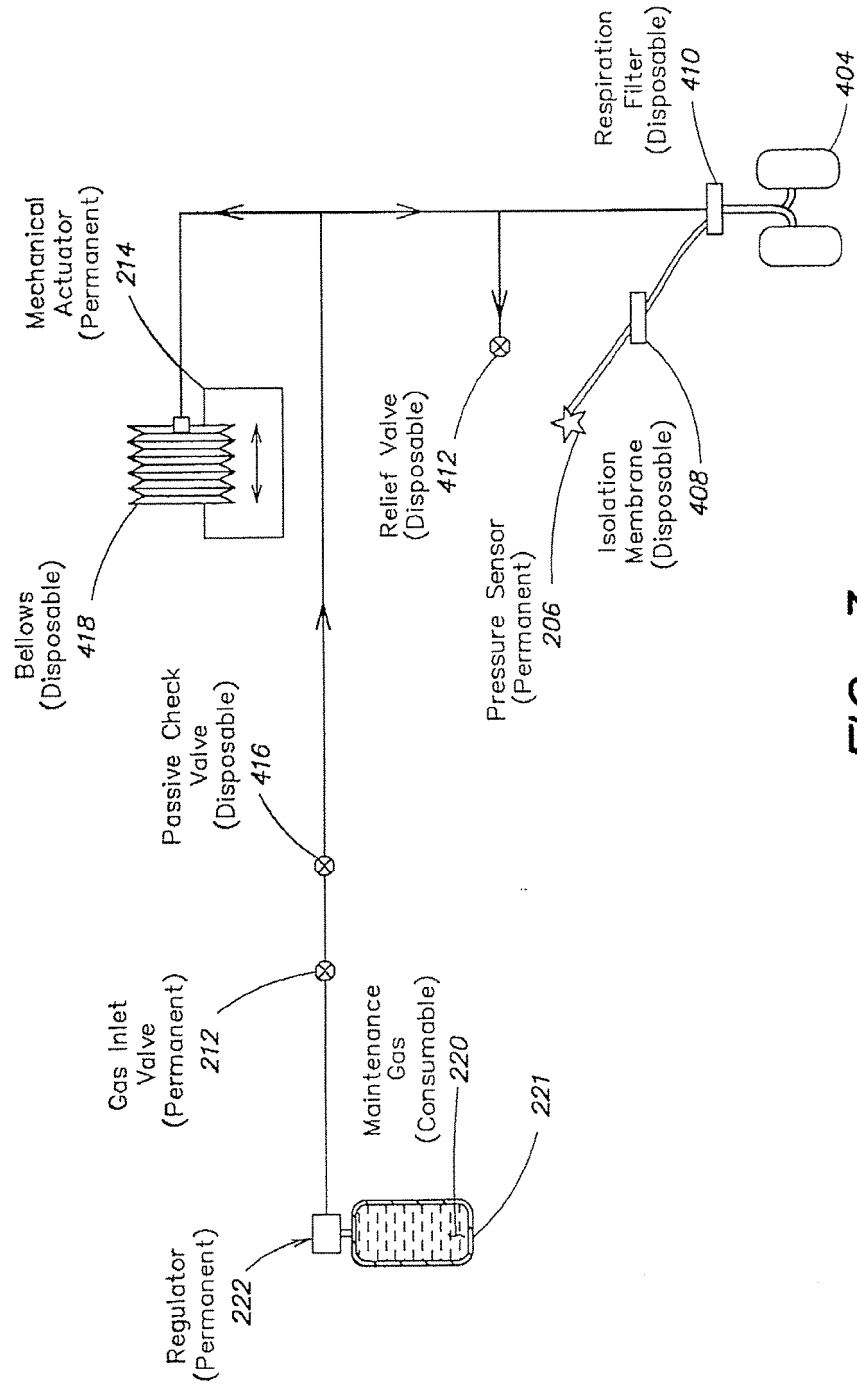 Regulator
(Permanent)
222
Gas Inlet
Valve
(Permanent)
212
Passive Check
Valve
(Disposable)
416
Bellows
(Disposable)
418
Mechanical
Actuator
(Permanent)
214
Maintenance
Gas
(Consumable)
220
221
Relief Valve
(Disposable)
412
Pressure Sensor
(Permanent)
206
Isolation
Membrane
(Disposable)
408
Respiration
Filter
(Disposable)
410
404
FIG. 3